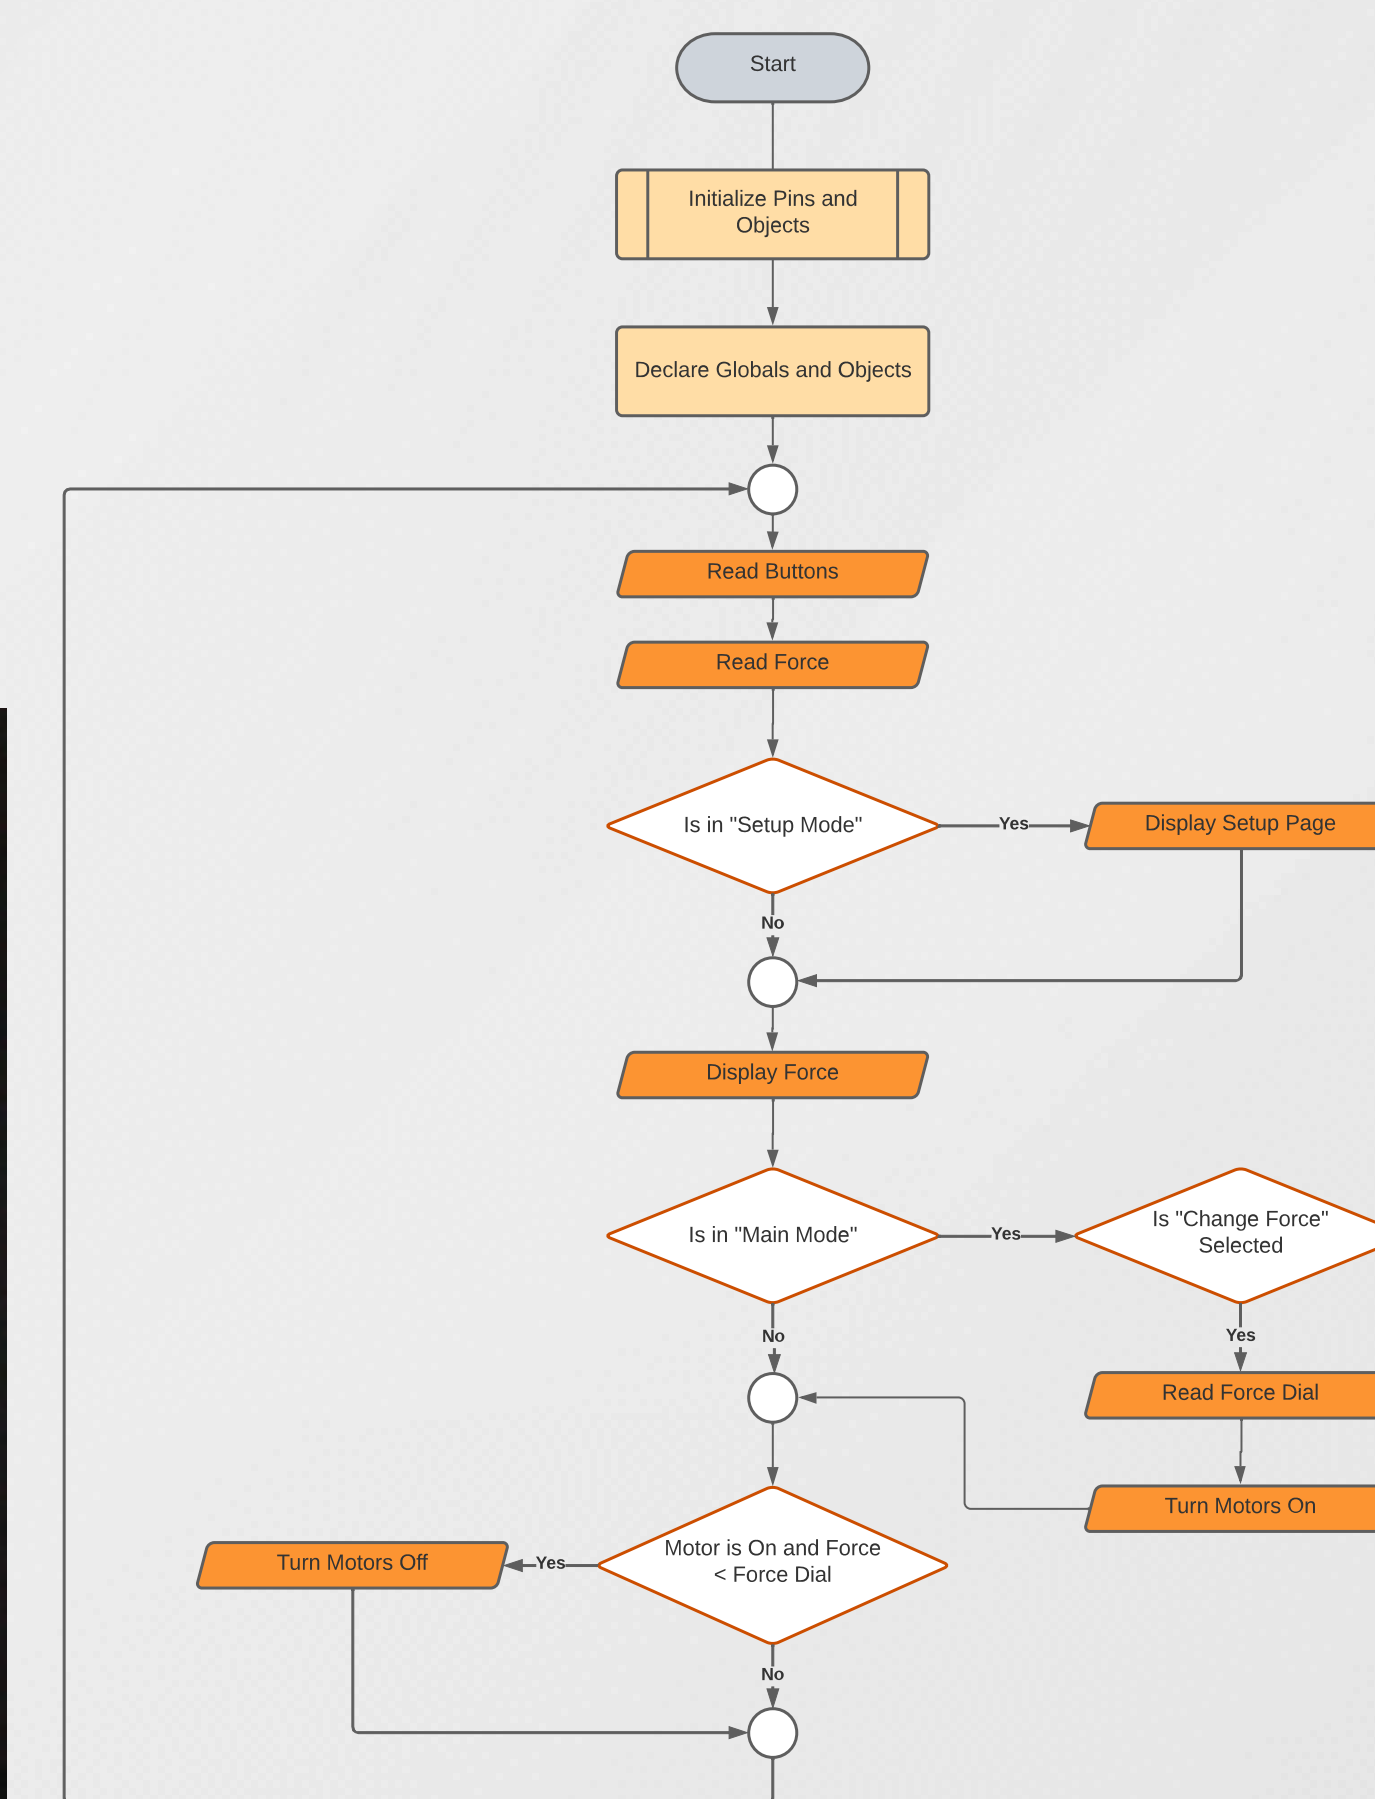 Start
Initialize Pins and
Objects
Declare Globals and Objects
Read Buttons
Read Force
Is in "Setup Mode"
Yes
Display Setup Page
No
Display Force
Is in "Main Mode"
Yes
Is "Change Force"
Selected
No
Yes
Read Force Dial
Turn Motors On
Motor is On and Force
< Force Dial
Yes
Turn Motors Off
No